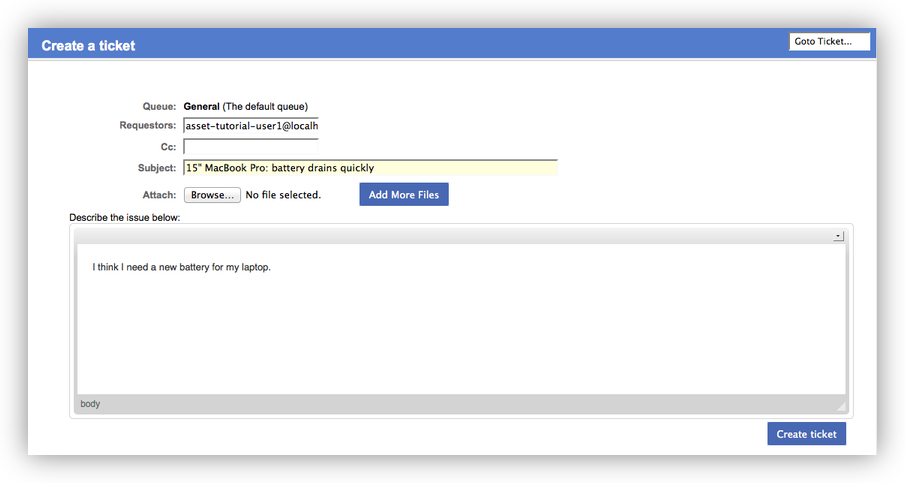 Create a ticket
Goto Ticket...
Queue: General (The default queue)
Requestors: asset-tutorial-user1@localh
Cc:
Subject: 15" MacBook Pro: battery drains quickly
Attach: Browse... No file selected. Add More Files
Describe the issue below:
I think I need a new battery for my laptop.
body
Create ticket